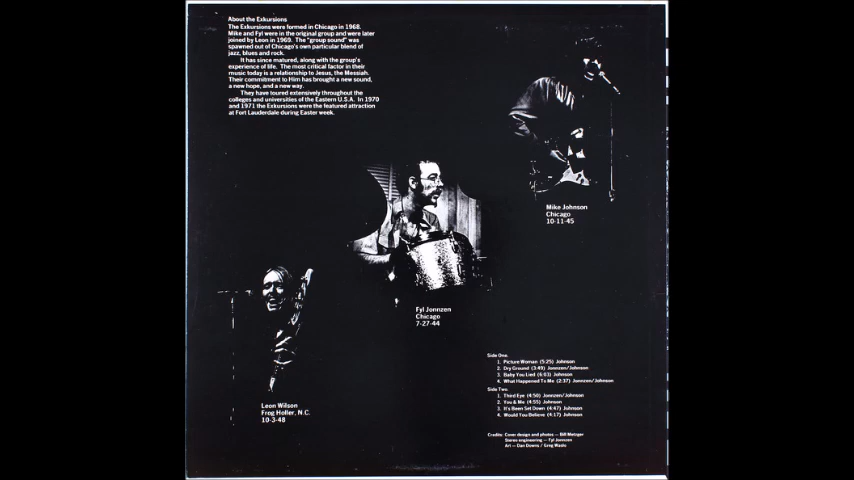 About the Exkursions
The Exkursions were formed in Chicago in 1968.
Mike and Fyl were in the original group and were later
joined by Leon in 1969. The "group sound" was
spawned out of Chicago's own particular blend of
jazz, blues and rock.
It has since matured, along with the group's
experience of life. The most critical factor in their
music today is a relationship to Jesus, the Messiah.
Their commitment to Him has brought a new sound,
a new hope, and a new way.
They have toured extensively throughout the
colleges and universities of the Eastern U.S.A. In 1970
and 1971 the Exkursions were the featured attraction
at Fort Lauderdale during Easter week.
Mike Johnson
Chicago
10-11-45
Fyl Jonnzen
Chicago
7-27-44
Leon Wilson
Frog Holler, N.C.
10-3-48
Side One:
1. Picture Woman (5:25) Johnson
2. Dry Ground (3:49) Jonnzen/Johnson
3. Baby You Lied (6:03) Johnson
4. What Happened To Me (2:37) Jonnzen/Johnson
Side Two:
1. Third Eye (4:50) Jonnzen/Johnson
2. You & Me (4:55) Johnson
3. It's Been Set Down (4:47) Johnson
4. Would You Believe (4:17) Johnson
Credits: Cover design and photos — Bill Metzger
Stereo engineering — Fyl Jonnzen
Art — Dan Downs / Greg Waslo